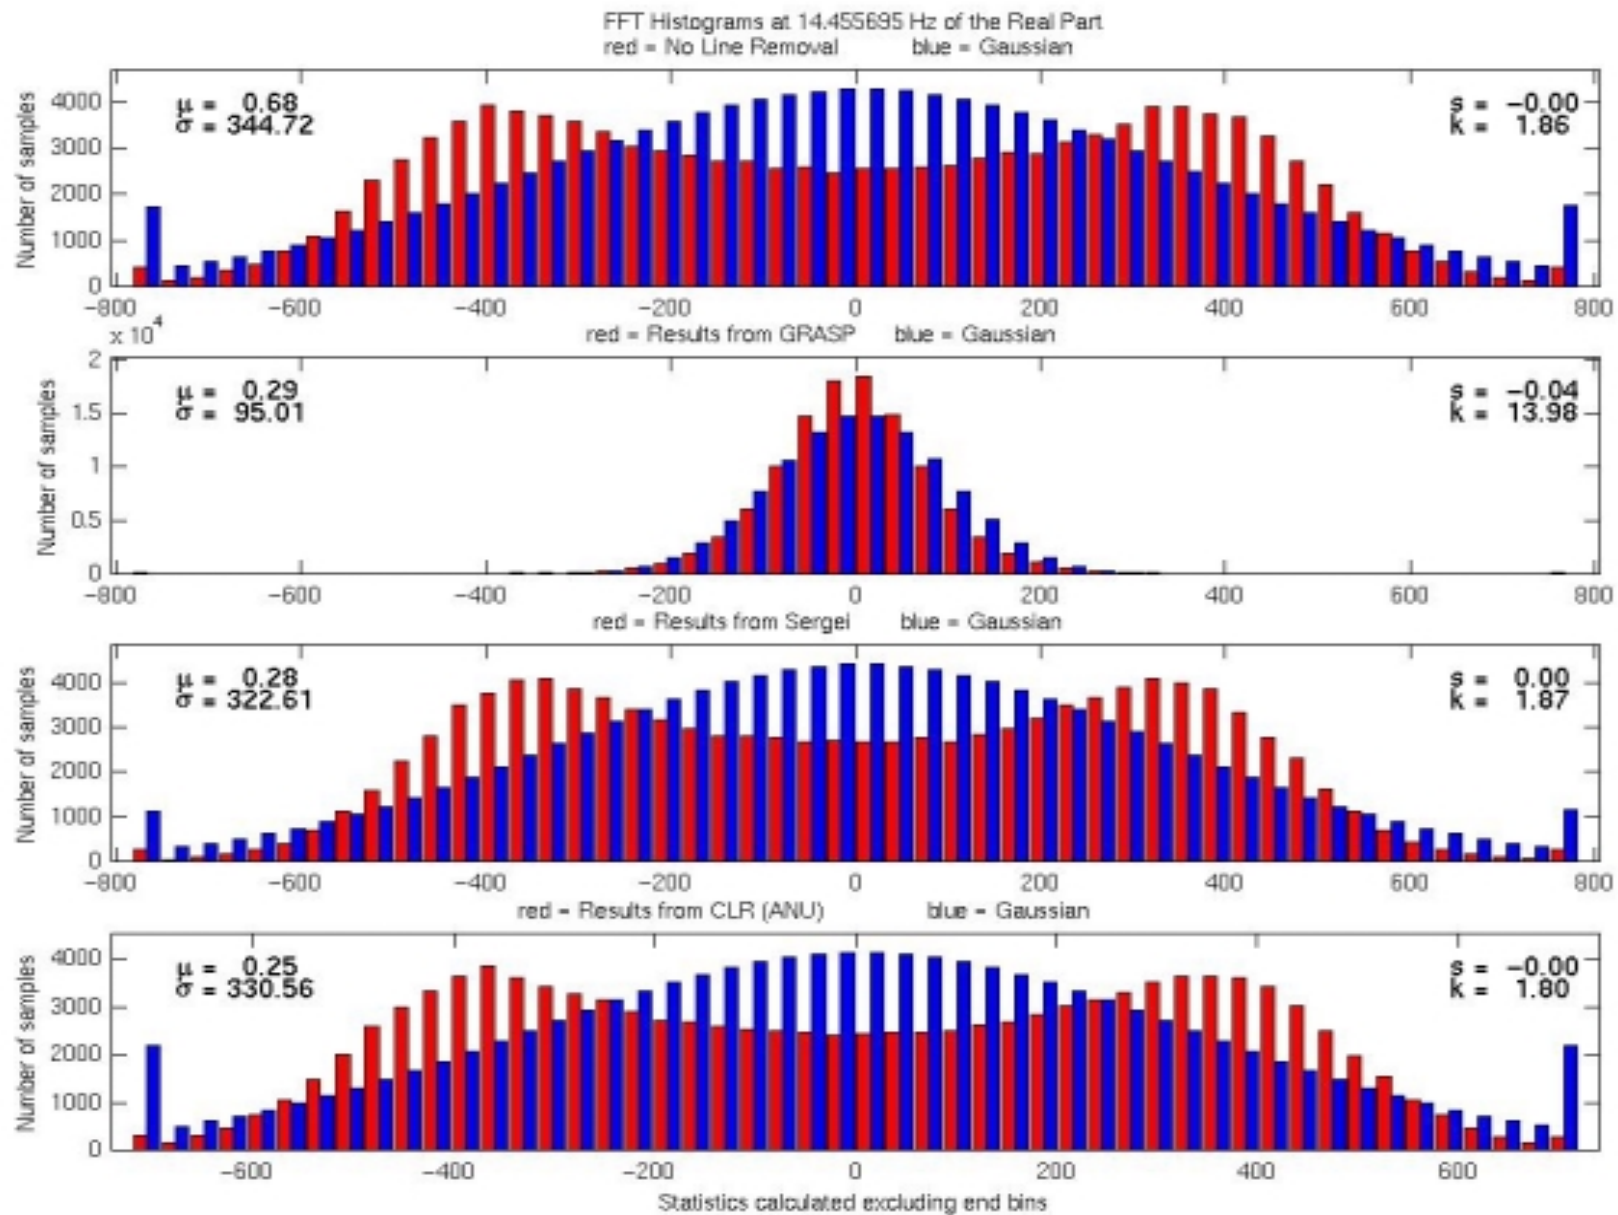 FFT Histograms at 14.455695 Hz of the Real Part
red = No Line Removal blue = Gaussian
Number of samples
4000
3000
2000
1000
0
μ = 0.68
σ = 344.72
s = −0.00
k = 1.86
−800 −600 −400 −200 0 200 400 600 800
x 10^4
red = Results from GRASP blue = Gaussian
Number of samples
2
1.5
1
0.5
0
μ = 0.29
σ = 95.01
s = −0.04
k = 13.98
−800 −600 −400 −200 0 200 400 600 800
red = Results from Sergei blue = Gaussian
Number of samples
4000
3000
2000
1000
0
μ = 0.28
σ = 322.61
s = 0.00
k = 1.87
−800 −600 −400 −200 0 200 400 600 800
red = Results from CLR (ANU) blue = Gaussian
Number of samples
4000
3000
2000
1000
0
μ = 0.25
σ = 330.56
s = −0.00
k = 1.80
−600 −400 −200 0 200 400 600
Statistics calculated excluding end bins